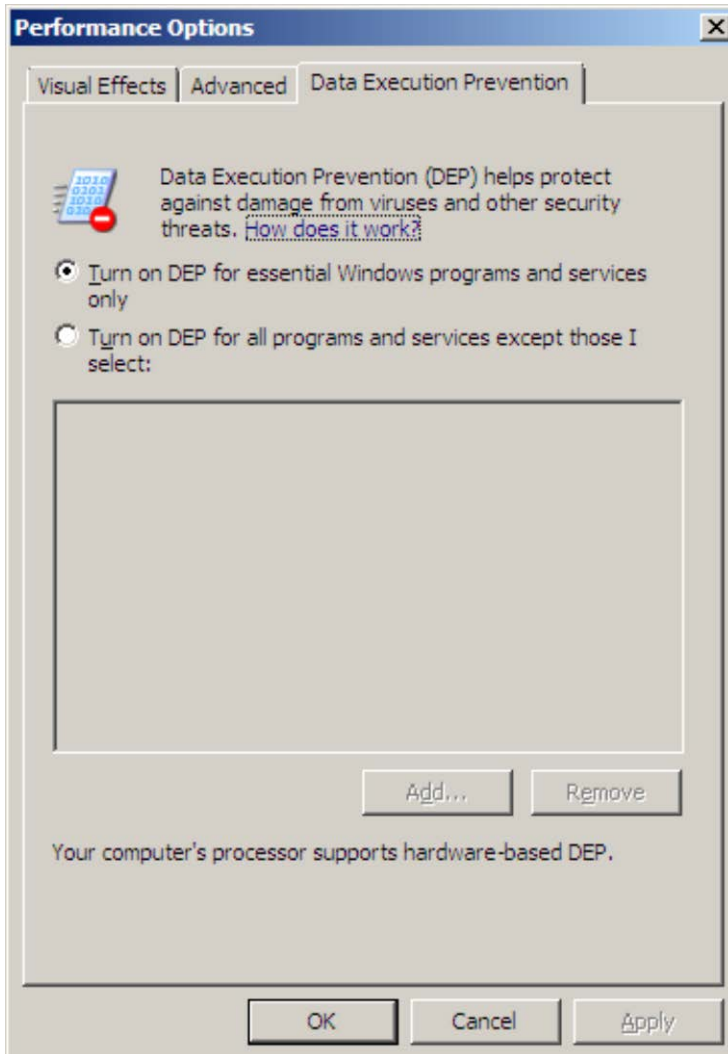 Performance Options
Visual Effects
Advanced
Data Execution Prevention
Data Execution Prevention (DEP) helps protect
against damage from viruses and other security
threats. How does it work?
Turn on DEP for essential Windows programs and services
only
Turn on DEP for all programs and services except those I
select:
Add...
Remove
Your computer's processor supports hardware-based DEP.
OK
Cancel
Apply